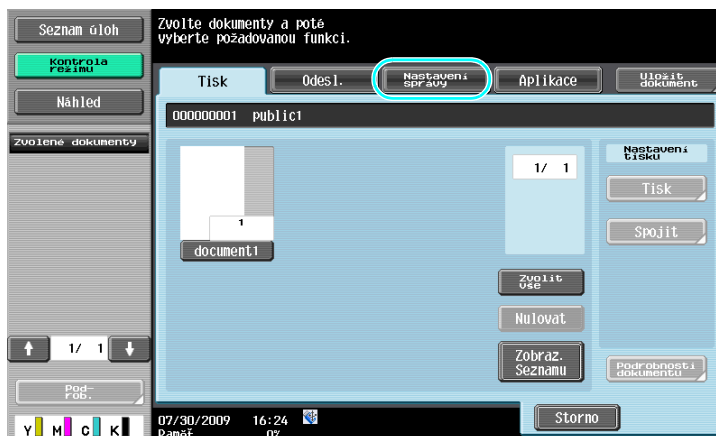 Seznam úloh
Zvolte dokumenty a poté
vyberte požadovanou funkci.
Kontrola
režimu
Tisk
Odesl.
Nastavení
správy
Aplikace
Uložit
dokument
Náhled
000000001 public1
Zvolené dokumenty
1/ 1
Nastavení
tisku
Tisk
1
Spojit
document1
Zvolit
vše
Nulovat
1/ 1
Zobraz.
Seznamu
Podrobnosti
dokumentu
Pod-
rob.
Storno
07/30/2009 16:24
Paměť 0%
Y M C K